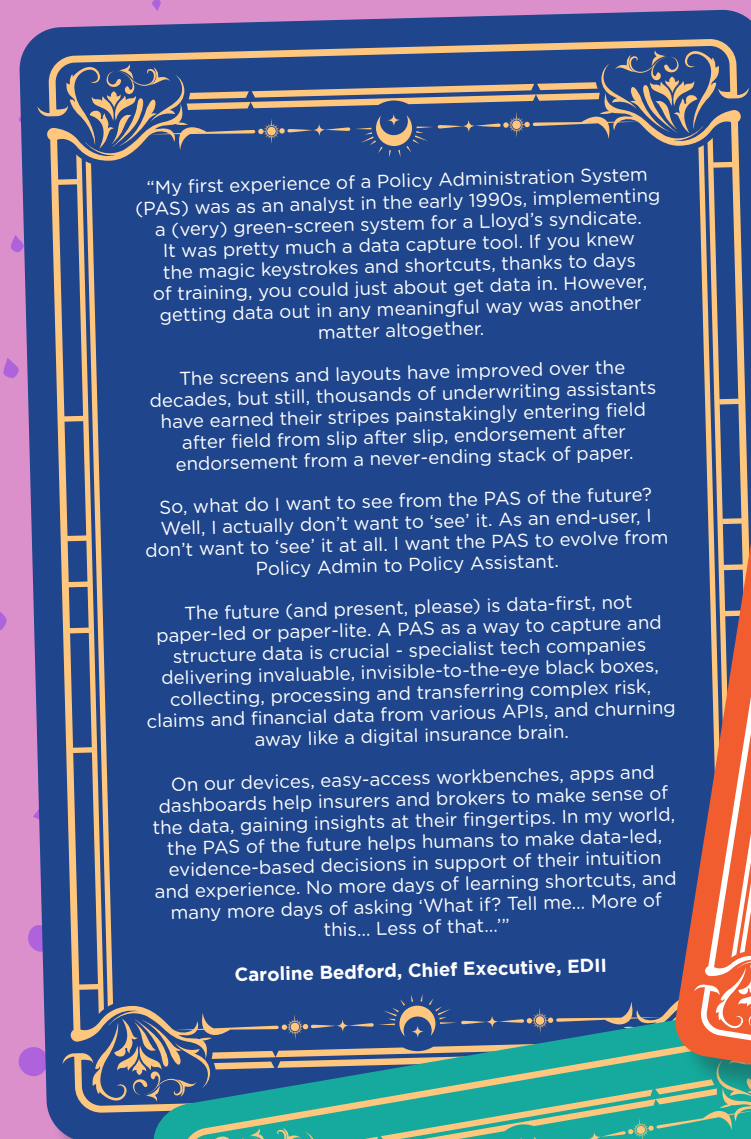 “My first experience of a Policy Administration System
(PAS) was as an analyst in the early 1990s, implementing
a (very) green-screen system for a Lloyd’s syndicate.
It was pretty much a data capture tool. If you knew
the magic keystrokes and shortcuts, thanks to days
of training, you could just about get data in. However,
getting data out in any meaningful way was another
matter altogether.
The screens and layouts have improved over the
decades, but still, thousands of underwriting assistants
have earned their stripes painstakingly entering field
after field from slip after slip, endorsement after
endorsement from a never-ending stack of paper.
So, what do I want to see from the PAS of the future?
Well, I actually don’t want to ‘see’ it. As an end-user, I
don’t want to ‘see’ it at all. I want the PAS to evolve from
Policy Admin to Policy Assistant.
The future (and present, please) is data-first, not
paper-led or paper-lite. A PAS as a way to capture and
structure data is crucial - specialist tech companies
delivering invaluable, invisible-to-the-eye black boxes,
collecting, processing and transferring complex risk,
claims and financial data from various APIs, and churning
away like a digital insurance brain.
On our devices, easy-access workbenches, apps and
dashboards help insurers and brokers to make sense of
the data, gaining insights at their fingertips. In my world,
the PAS of the future helps humans to make data-led,
evidence-based decisions in support of their intuition
and experience. No more days of learning shortcuts, and
many more days of asking ‘What if? Tell me... More of
this... Less of that...’”
Caroline Bedford, Chief Executive, EDII